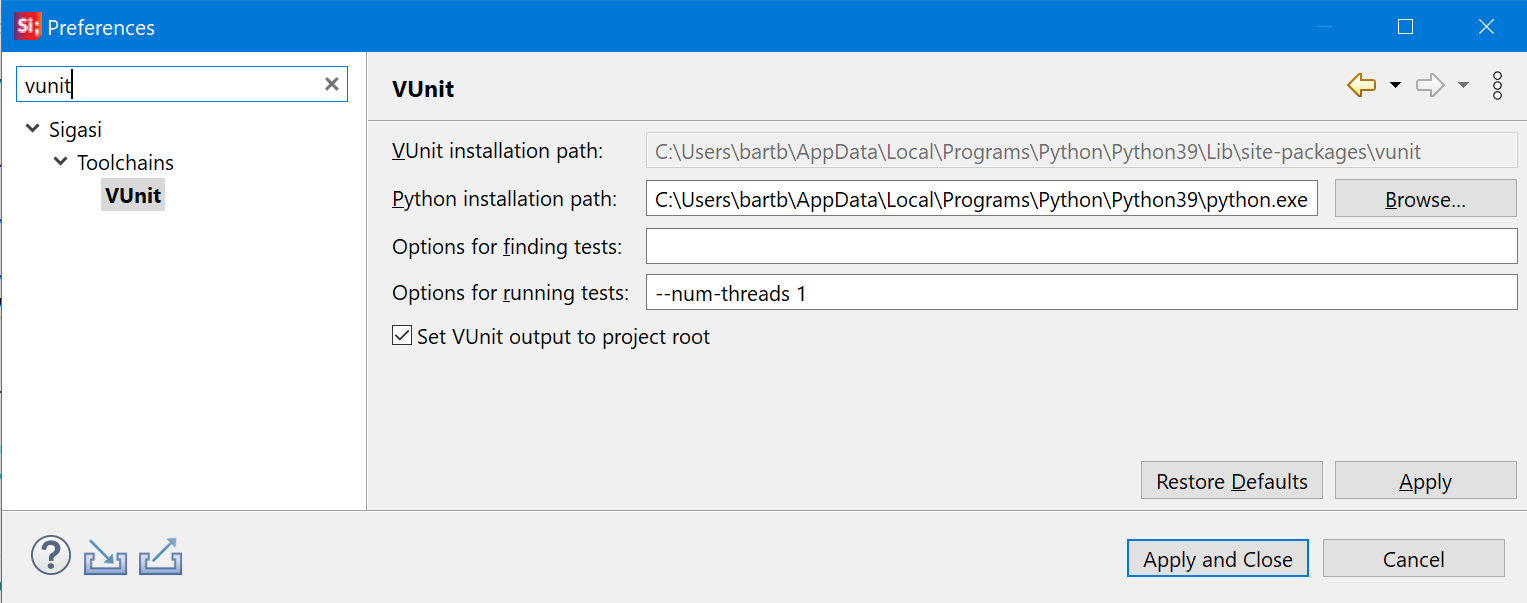 Si; Preferences
vunit
Sigasi
Toolchains
VUnit
VUnit
VUnit installation path: C:\Users\bartb\AppData\Local\Programs\Python\Python39\Lib\site-packages\vunit
Python installation path: C:\Users\bartb\AppData\Local\Programs\Python\Python39\python.exe Browse...
Options for finding tests:
Options for running tests: --num-threads 1
Set VUnit output to project root
Restore Defaults Apply
? Apply and Close Cancel